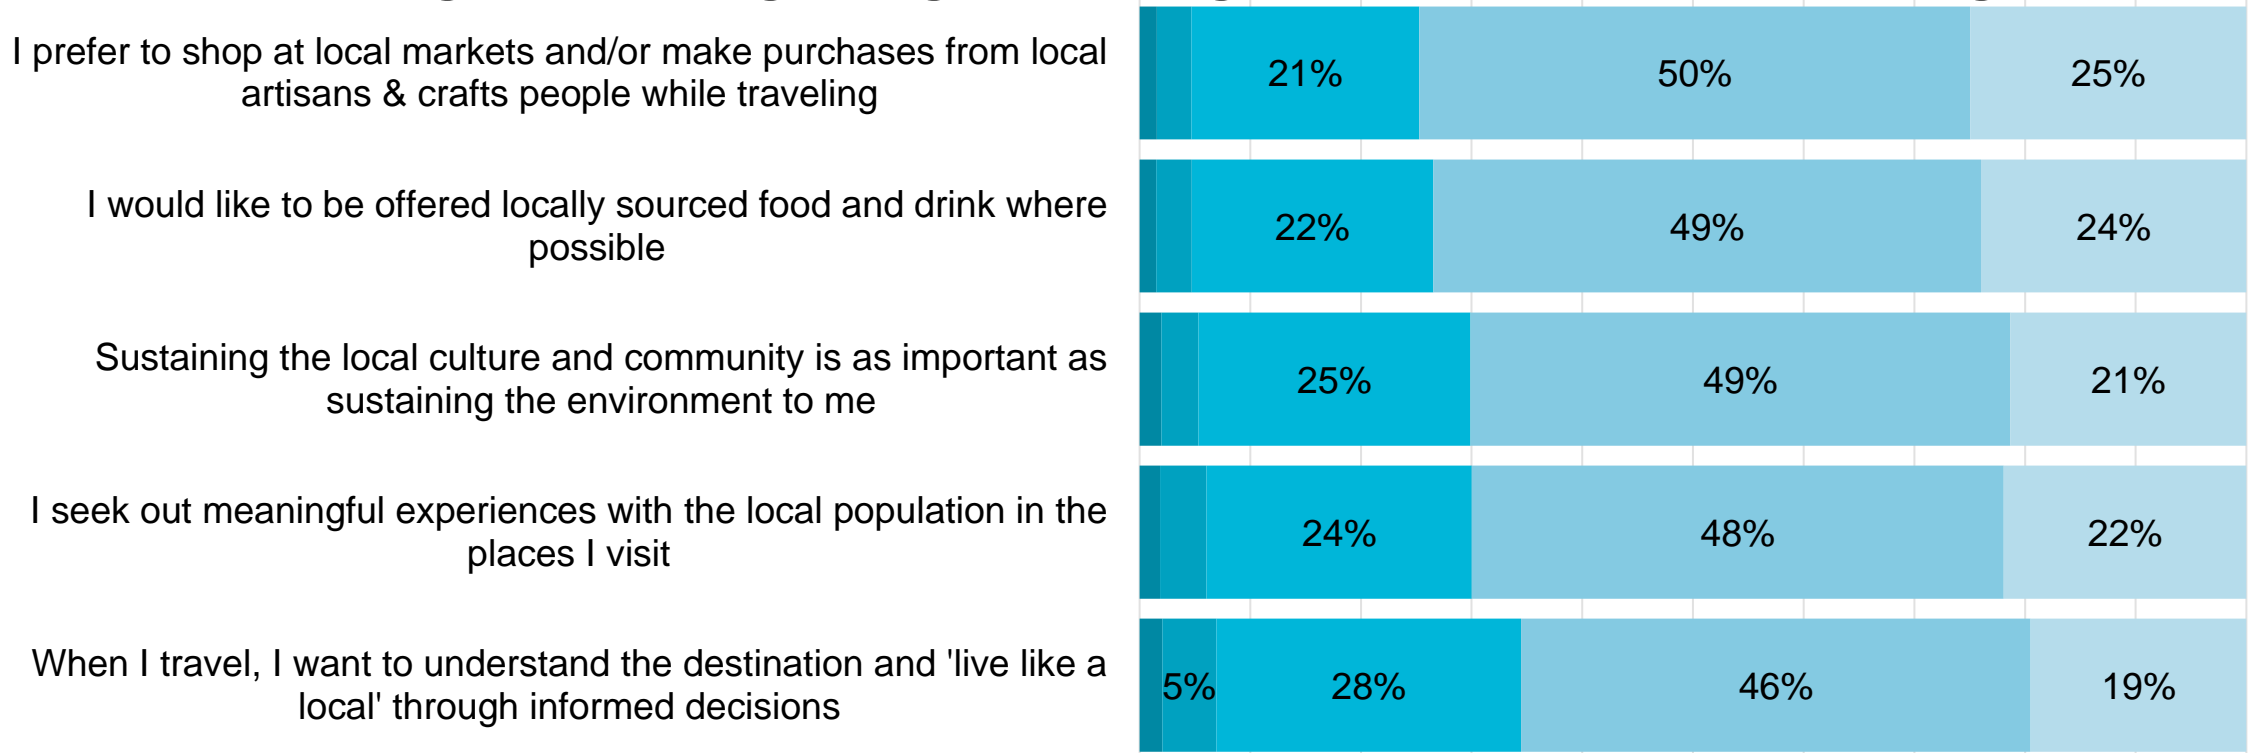 I prefer to shop at local markets and/or make purchases from local
artisans & crafts people while traveling
21% 50% 25%
I would like to be offered locally sourced food and drink where
possible
22% 49% 24%
Sustaining the local culture and community is as important as
sustaining the environment to me
25% 49% 21%
I seek out meaningful experiences with the local population in the
places I visit
24% 48% 22%
When I travel, I want to understand the destination and 'live like a
local' through informed decisions
5% 28% 46% 19%